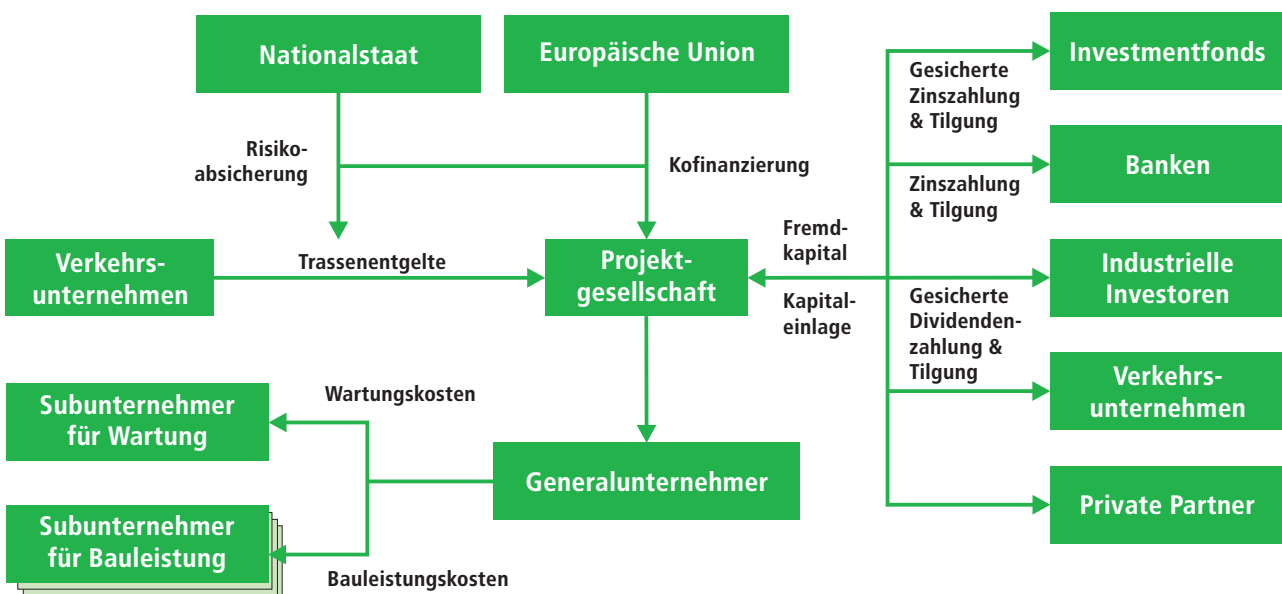 Nationalstaat
Europäische Union
Investmentfonds
Gesicherte
Zinszahlung
& Tilgung
Risiko-
absicherung
Kofinanzierung
Banken
Zinszahlung
& Tilgung
Verkehrs-
unternehmen
Trassenentgelte
Projekt-
gesellschaft
Fremd-
kapital
Kapital-
einlage
Industrielle
Investoren
Gesicherte
Dividenden-
zahlung &
Tilgung
Verkehrs-
unternehmen
Subunternehmer
für Wartung
Wartungskosten
Generalunternehmer
Private Partner
Subunternehmer
für Bauleistung
Bauleistungskosten